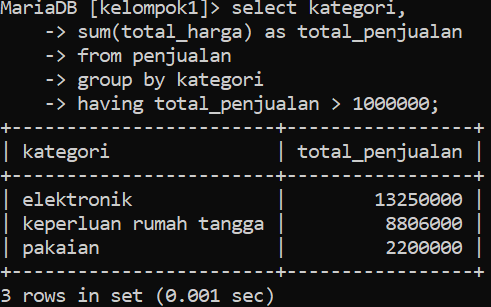 MariaDB [kelompok1]> select kategori,
    -> sum(total_harga) as total_penjualan
    -> from penjualan
    -> group by kategori
    -> having total_penjualan > 1000000;
+------------------------+-----------------+
| kategori               | total_penjualan |
+------------------------+-----------------+
| elektronik             |        13250000 |
| keperluan rumah tangga |         8806000 |
| pakaian                |         2200000 |
+------------------------+-----------------+
3 rows in set (0.001 sec)